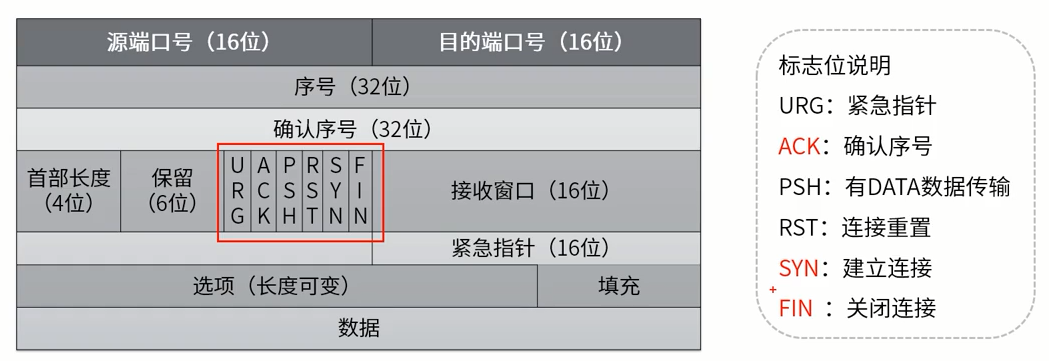 源端口号（16位）
目的端口号（16位）
序号（32位）
确认序号（32位）
首部长度
（4位）
保留
（6位）
URG
ACK
PSH
RST
SYN
FIN
接收窗口（16位）
紧急指针（16位）
选项（长度可变）
填充
数据
标志位说明
URG：紧急指针
ACK：确认序号
PSH：有DATA数据传输
RST：连接重置
SYN：建立连接
FIN ：关闭连接